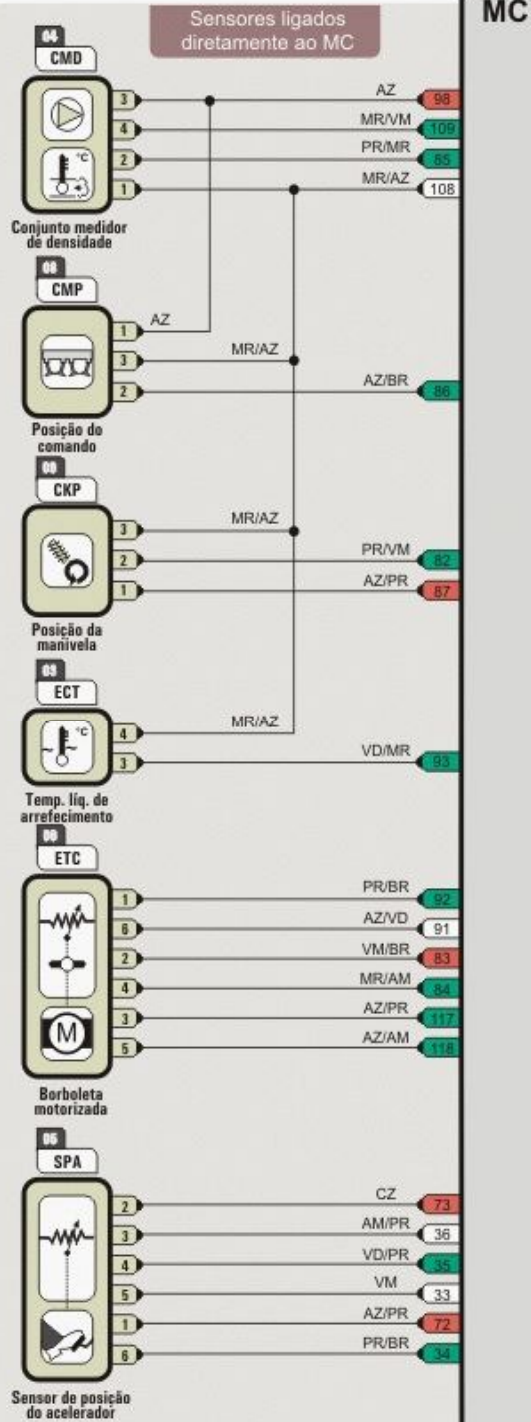 Sensores ligados
diretamente ao MC
MC
04
CMD
3 AZ 98
4 MR/VM 109
2 PR/MR 85
1 MR/AZ 108
°C
Conjunto medidor
de densidade
08
CMP
1 AZ
3 MR/AZ
2 AZ/BR 86
Posição do
comando
09
CKP
3 MR/AZ
2 PR/VM 82
1 AZ/PR 87
Posição da
manivela
03
ECT
°C
4 MR/AZ
3 VD/MR 93
Temp. líq. de
arrefecimento
ETC
1 PR/BR 92
6 AZ/VD 91
2 VM/BR 83
4 MR/AM 84
3 AZ/PR 117
5 AZ/AM 118
M
Borboleta
motorizada
05
SPA
2 CZ 73
3 AM/PR 36
4 VD/PR 35
5 VM 33
1 AZ/PR 72
6 PR/BR 34
Sensor de posição
do acelerador